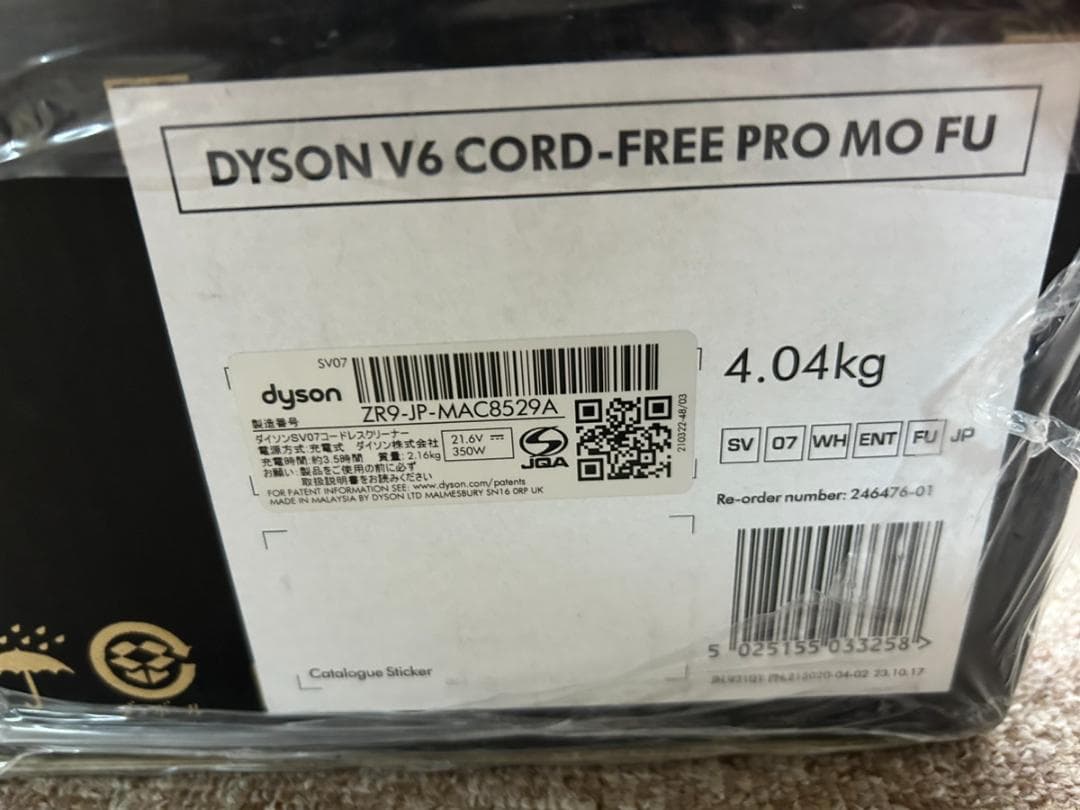 DYSON V6 CORD-FREE PRO MO FU
SV07
dyson
ZR9-JP-MAC8529A
製造番号
ダイソンSV07コードレスクリーナー
電源方式:充電式 ダイソン株式会社
充電時間:約3.5時間 質量:2.16kg
お願い:製品をご使用の前に必ず
取扱説明書をお読みください
21.6V
350W
JQA
FOR PATENT INFORMATION SEE: www.dyson.com/patents
MADE IN MALAYSIA BY DYSON LTD MALMESBURY SN16 0RP UK
210322-48/03
4.04kg
SV 07 WH ENT FU JP
Re-order number: 246476-01
5 025155 033258 >
23.10.17
Catalogue Sticker